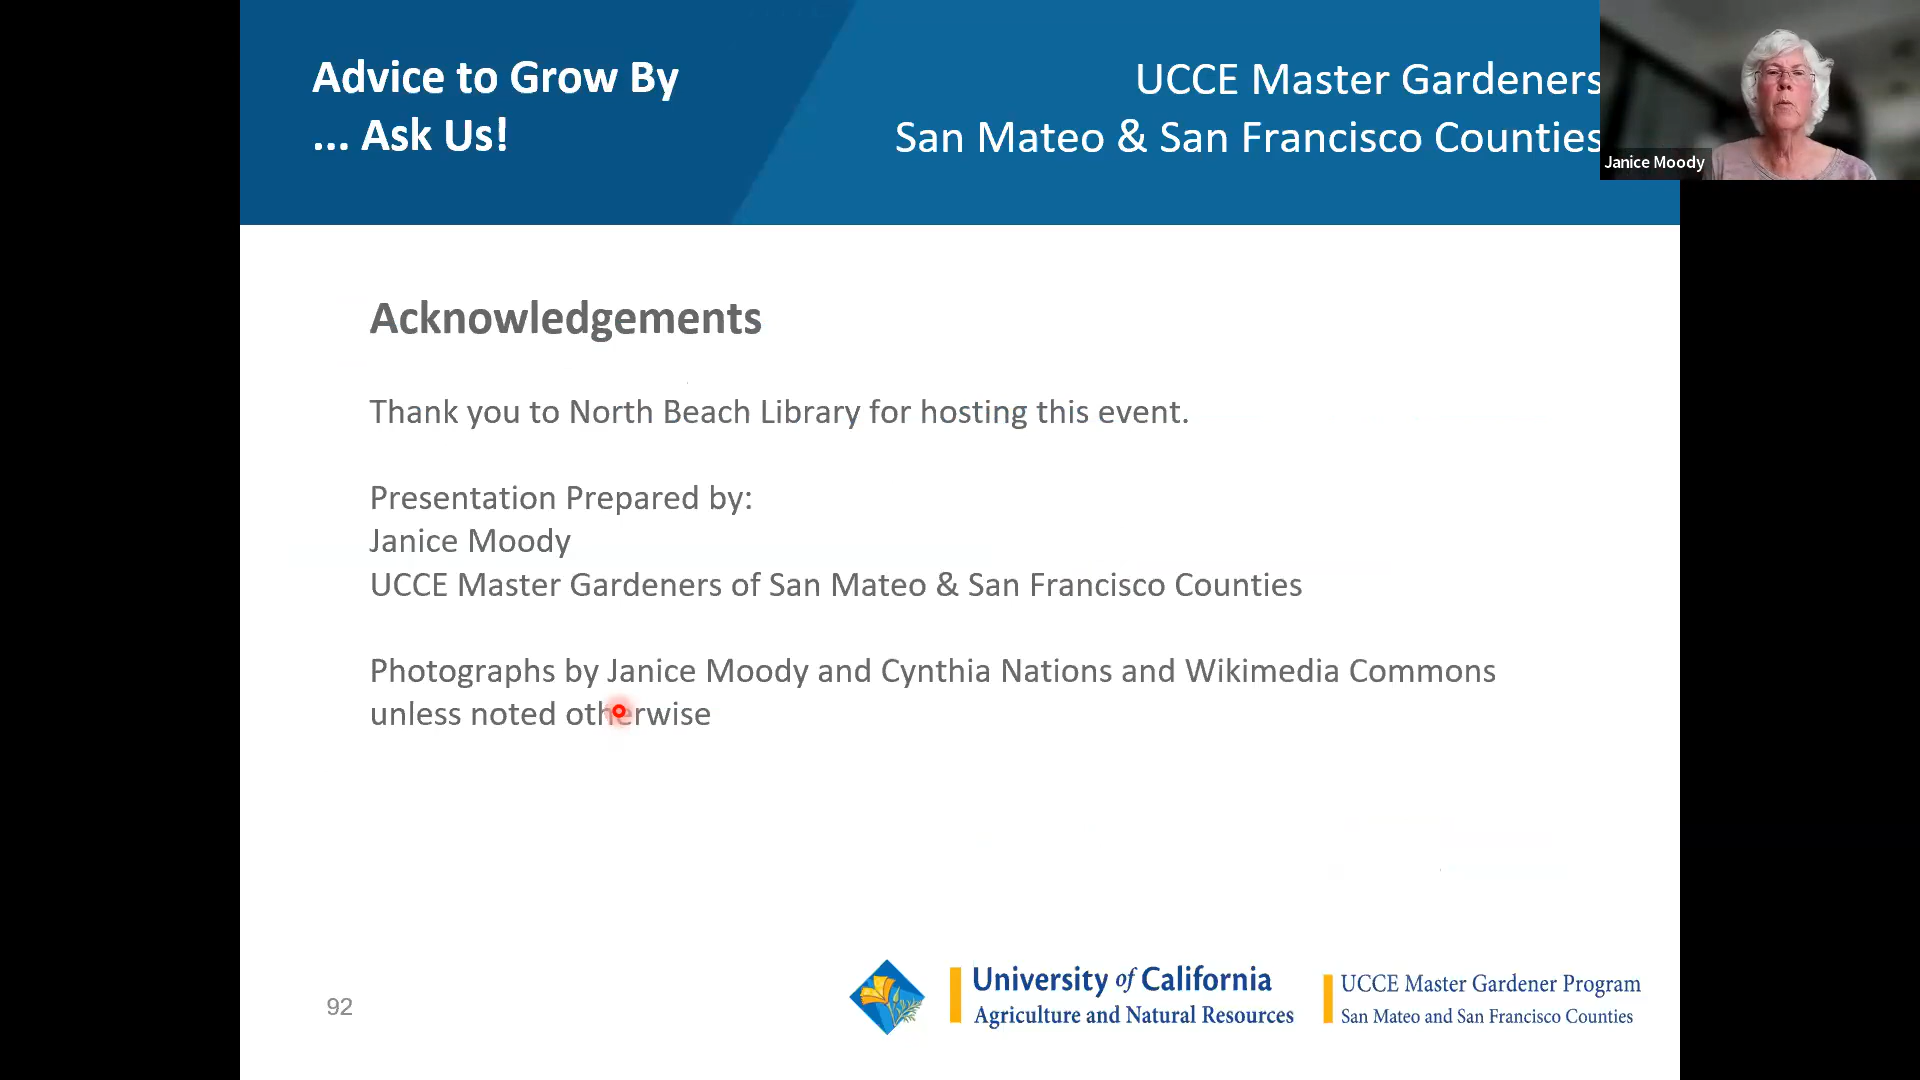 Advice to Grow By
... Ask Us!
UCCE Master Gardeners
San Mateo & San Francisco Counties
Janice Moody
Acknowledgements
Thank you to North Beach Library for hosting this event.
Presentation Prepared by:
Janice Moody
UCCE Master Gardeners of San Mateo & San Francisco Counties
Photographs by Janice Moody and Cynthia Nations and Wikimedia Commons
unless noted otherwise
92
University of California
Agriculture and Natural Resources
UCCE Master Gardener Program
San Mateo and San Francisco Counties